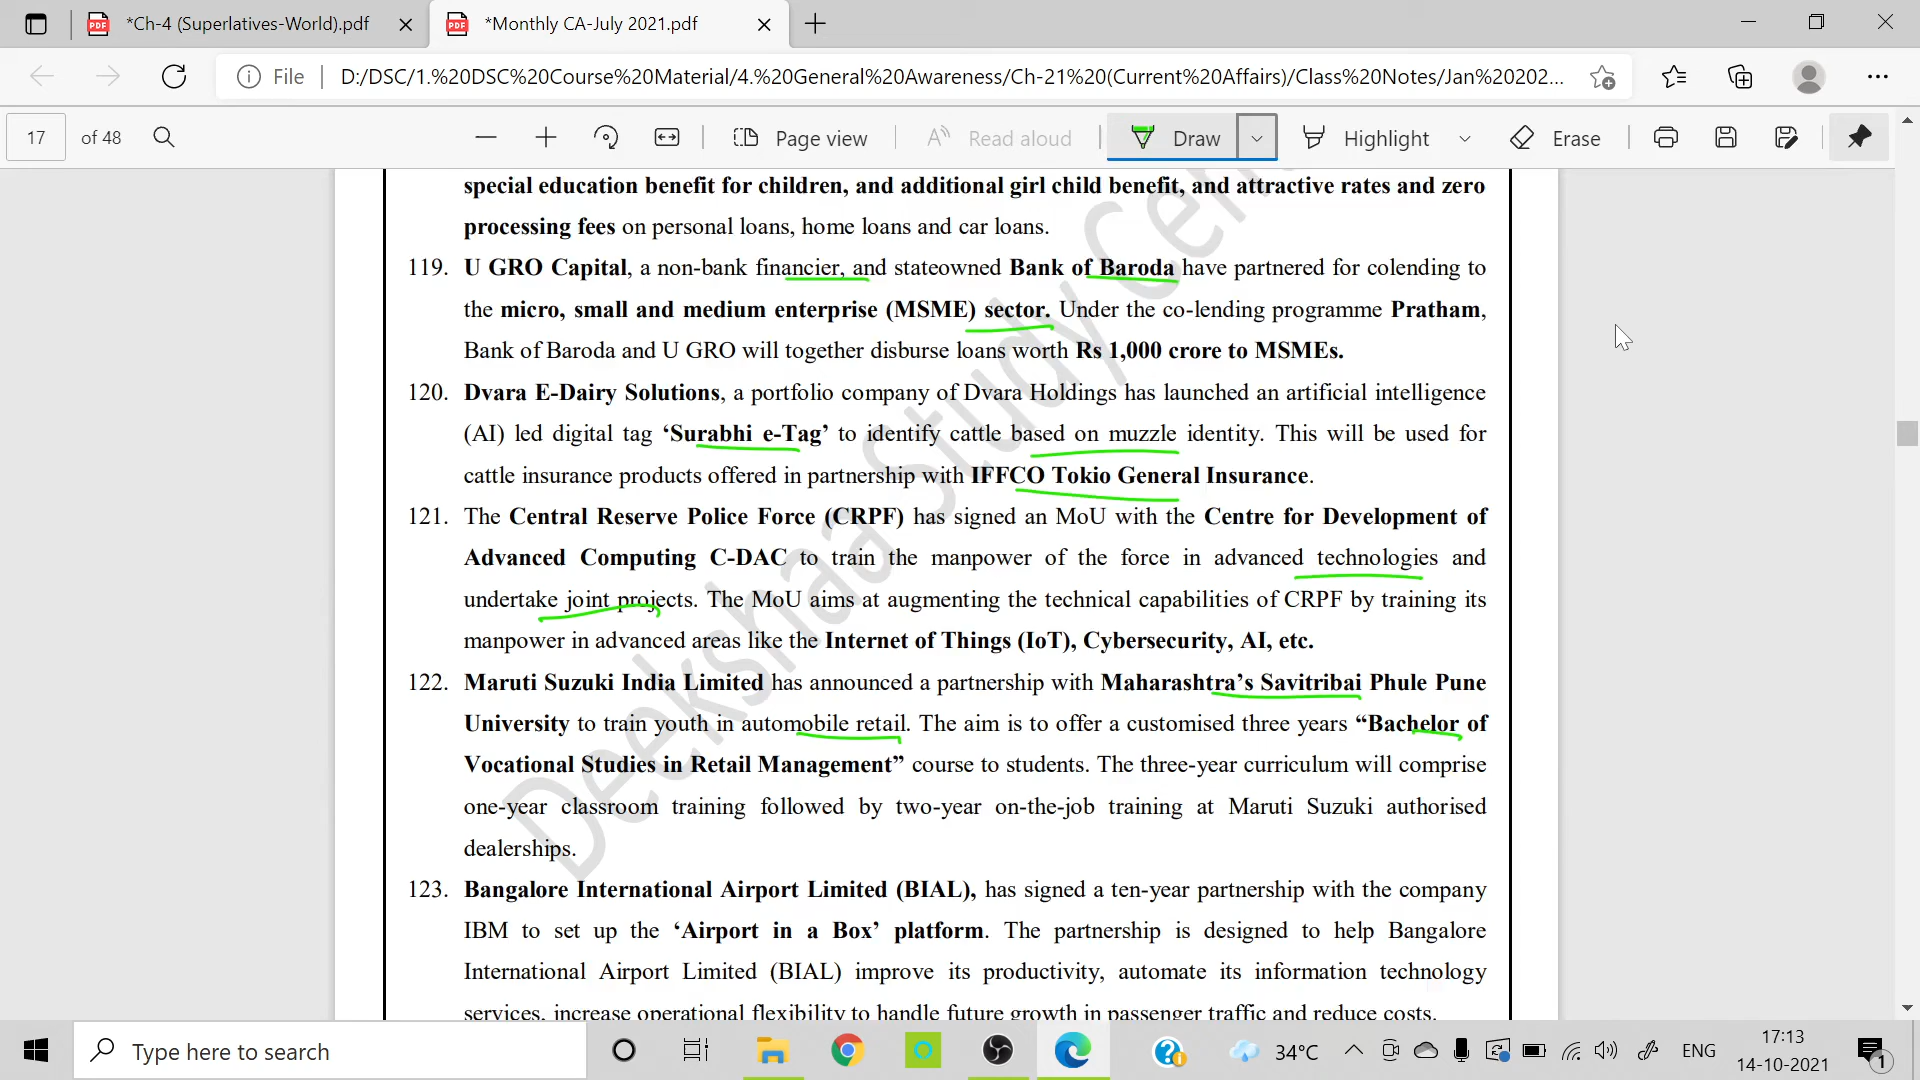 *Ch-4 (Superlatives-World).pdf
*Monthly CA-July 2021.pdf
File
D:/DSC/1.%20DSC%20Course%20Material/4.%20General%20Awareness/Ch-21%20(Current%20Affairs)/Class%20Notes/Jan%20202...
17 of 48
Page view
Read aloud
Draw
Highlight
Erase
special education benefit for children, and additional girl child benefit, and attractive rates and zero
processing fees on personal loans, home loans and car loans.
119. U GRO Capital, a non-bank financier, and stateowned Bank of Baroda have partnered for colending to
the micro, small and medium enterprise (MSME) sector. Under the co-lending programme Pratham,
Bank of Baroda and U GRO will together disburse loans worth Rs 1,000 crore to MSMEs.
120. Dvara E-Dairy Solutions, a portfolio company of Dvara Holdings has launched an artificial intelligence
(AI) led digital tag ‘Surabhi e-Tag’ to identify cattle based on muzzle identity. This will be used for
cattle insurance products offered in partnership with IFFCO Tokio General Insurance.
121. The Central Reserve Police Force (CRPF) has signed an MoU with the Centre for Development of
Advanced Computing C-DAC to train the manpower of the force in advanced technologies and
undertake joint projects. The MoU aims at augmenting the technical capabilities of CRPF by training its
manpower in advanced areas like the Internet of Things (IoT), Cybersecurity, AI, etc.
122. Maruti Suzuki India Limited has announced a partnership with Maharashtra’s Savitribai Phule Pune
University to train youth in automobile retail. The aim is to offer a customised three years “Bachelor of
Vocational Studies in Retail Management” course to students. The three-year curriculum will comprise
one-year classroom training followed by two-year on-the-job training at Maruti Suzuki authorised
dealerships.
123. Bangalore International Airport Limited (BIAL), has signed a ten-year partnership with the company
IBM to set up the ‘Airport in a Box’ platform. The partnership is designed to help Bangalore
International Airport Limited (BIAL) improve its productivity, automate its information technology
services, increase operational flexibility to handle future growth in passenger traffic and reduce costs.
Deekshaa Study
Type here to search
34°C
ENG
17:13
14-10-2021
1